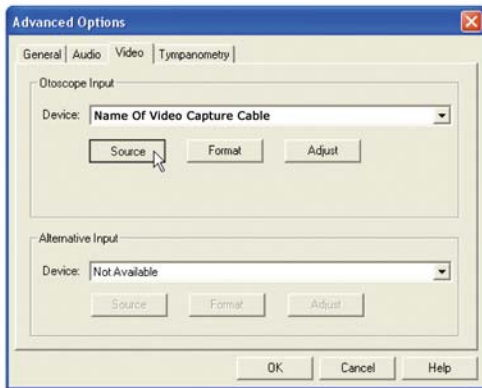 Advanced Options
General Audio Video Tympanometry
Otoscope Input
Device: Name Of Video Capture Cable
Source Format Adjust
Alternative Input
Device: Not Available
Source Format Adjust
OK Cancel Help